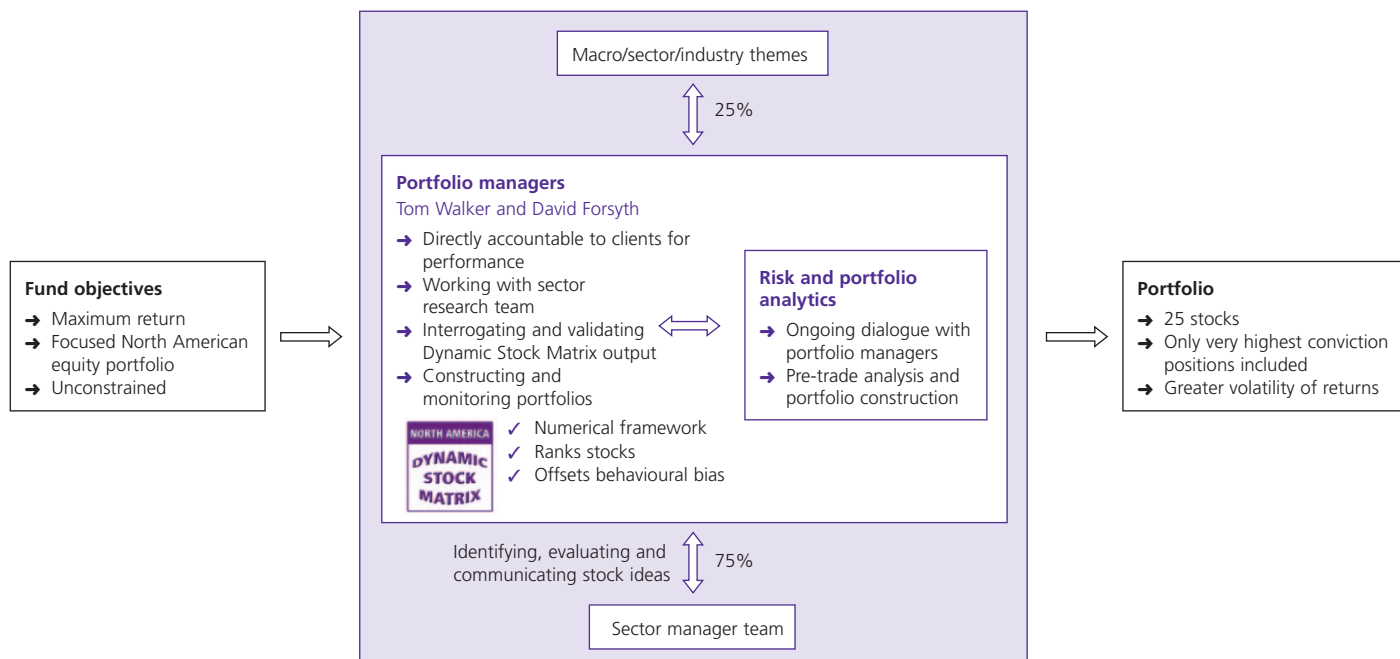 Macro/sector/industry themes
25%
Portfolio managers
Tom Walker and David Forsyth
➔ Directly accountable to clients for
performance
➔ Working with sector
research team
➔ Interrogating and validating
Dynamic Stock Matrix output
➔ Constructing and
monitoring portfolios
NORTH AMERICA
DYNAMIC
STOCK
MATRIX
✓ Numerical framework
✓ Ranks stocks
✓ Offsets behavioural bias
Risk and portfolio
analytics
➔ Ongoing dialogue with
portfolio managers
➔ Pre-trade analysis and
portfolio construction
Fund objectives
➔ Maximum return
➔ Focused North American
equity portfolio
➔ Unconstrained
Portfolio
➔ 25 stocks
➔ Only very highest conviction
positions included
➔ Greater volatility of returns
Identifying, evaluating and
communicating stock ideas
75%
Sector manager team